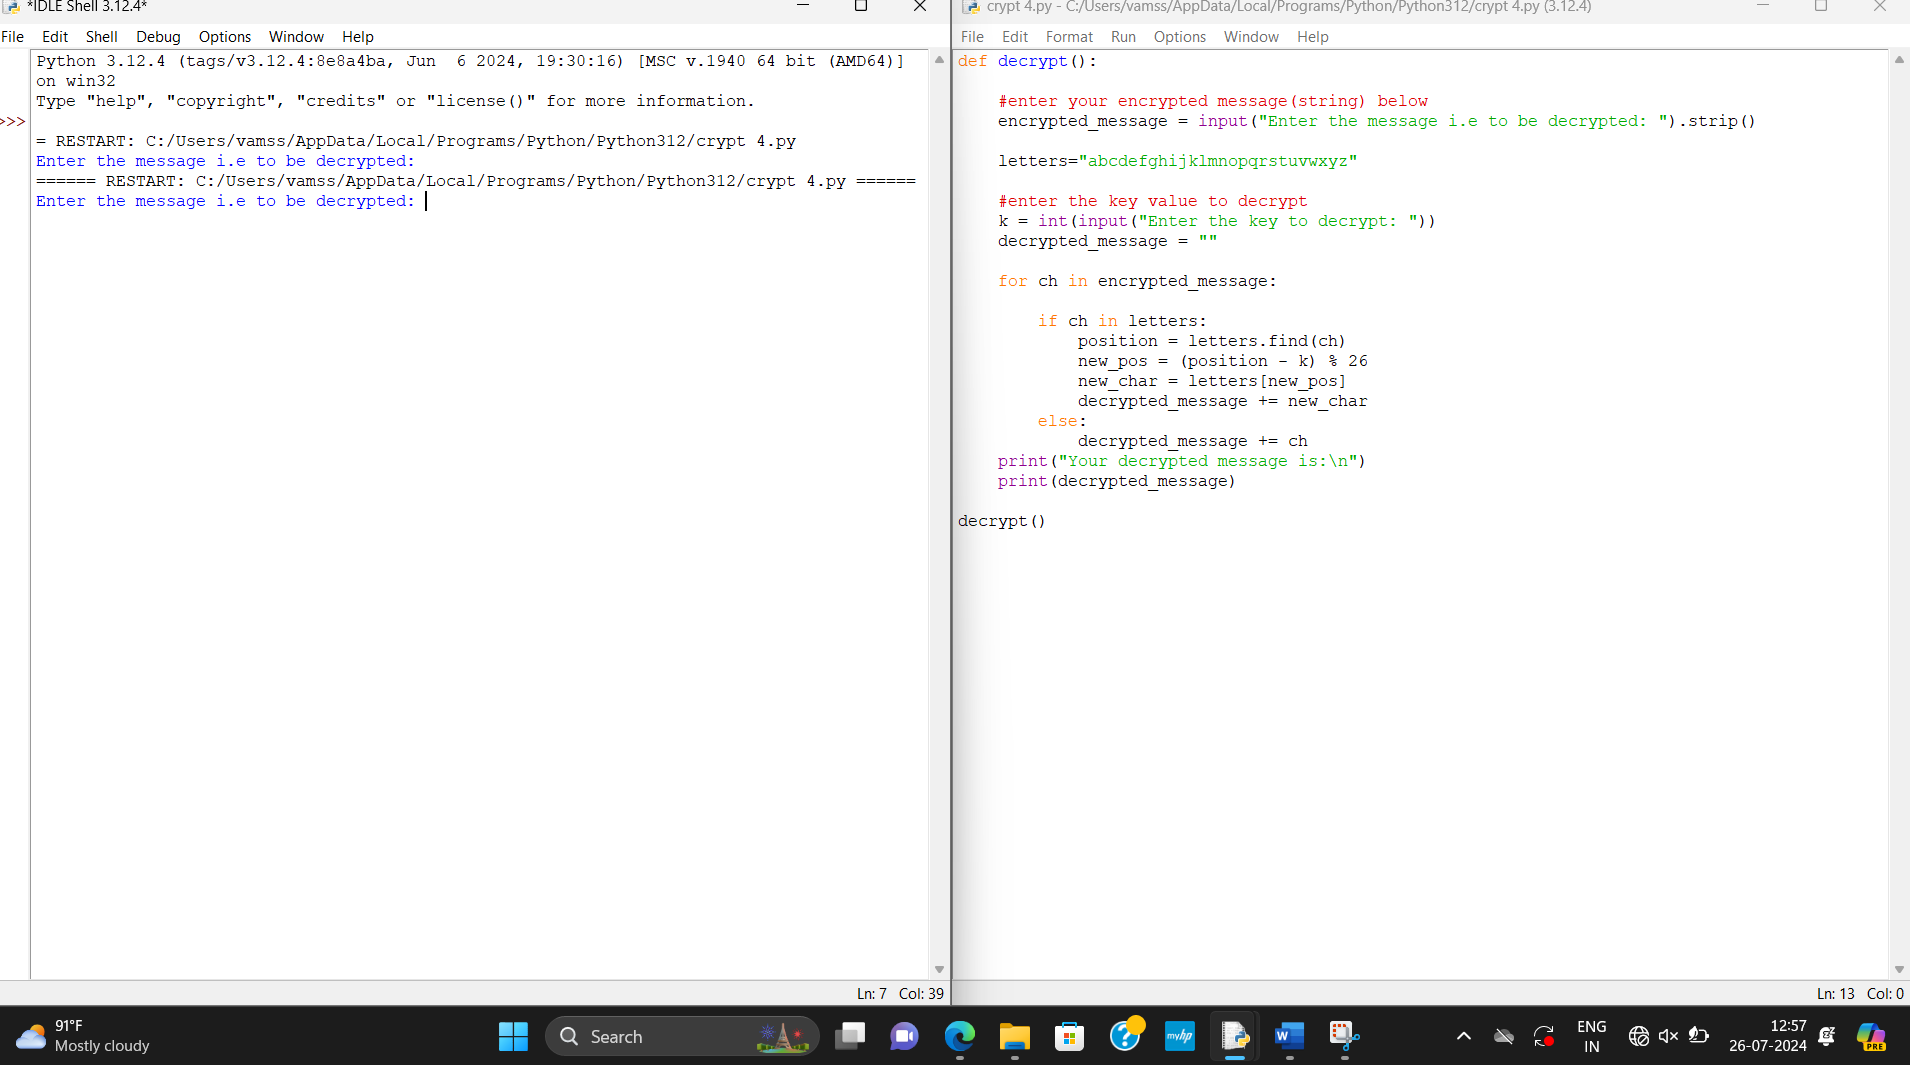 *IDLE Shell 3.12.4*
File Edit Shell Debug Options Window Help
Python 3.12.4 (tags/v3.12.4:8e8a4ba, Jun  6 2024, 19:30:16) [MSC v.1940 64 bit (AMD64)]
on win32
Type "help", "copyright", "credits" or "license()" for more information.
>>>
= RESTART: C:/Users/vamss/AppData/Local/Programs/Python/Python312/crypt 4.py
Enter the message i.e to be decrypted:
====== RESTART: C:/Users/vamss/AppData/Local/Programs/Python/Python312/crypt 4.py ======
Enter the message i.e to be decrypted:
Ln: 7 Col: 39
crypt 4.py - C:/Users/vamss/AppData/Local/Programs/Python/Python312/crypt 4.py (3.12.4)
File Edit Format Run Options Window Help
def decrypt():
    #enter your encrypted message(string) below
    encrypted_message = input("Enter the message i.e to be decrypted: ").strip()
    letters="abcdefghijklmnopqrstuvwxyz"
    #enter the key value to decrypt
    k = int(input("Enter the key to decrypt: "))
    decrypted_message = ""
    for ch in encrypted_message:
        if ch in letters:
            position = letters.find(ch)
            new_pos = (position - k) % 26
            new_char = letters[new_pos]
            decrypted_message += new_char
        else:
            decrypted_message += ch
    print("Your decrypted message is:\n")
    print(decrypted_message)
decrypt()
Ln: 13 Col: 0
91°F
Mostly cloudy
Search
myhp
W
ENG
IN
12:57
26-07-2024
PRE